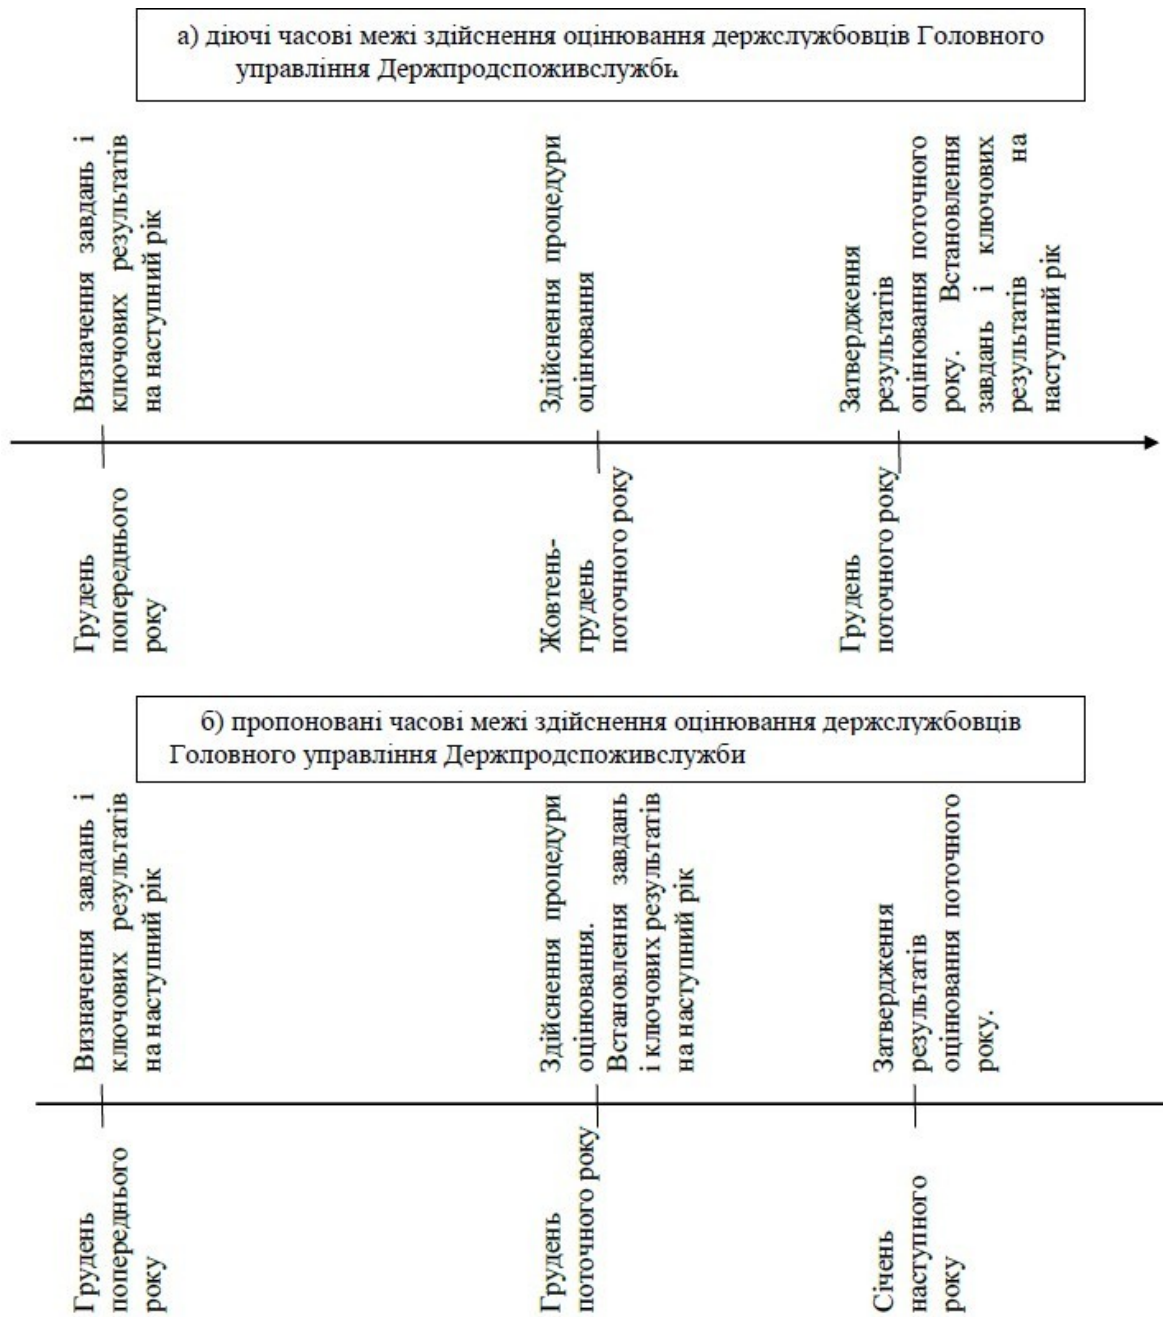 а) діючі часові межі здійснення оцінювання держслужбовців Головного
управління Держпродспоживслужби
Визначення завдань і
ключових результатів
на наступний рік
Здійснення процедури
оцінювання
Затвердження
результатів
оцінювання поточного
року. Встановлення
завдань і ключових
результатів на
наступний рік
Грудень
попереднього
року
Жовтень-
грудень
поточного року
Грудень
поточного року
б) пропоновані часові межі здійснення оцінювання держслужбовців
Головного управління Держпродспоживслужби
Визначення завдань і
ключових результатів
на наступний рік
Здійснення процедури
оцінювання.
Встановлення завдань
і ключових результатів
на наступний рік
Затвердження
результатів
оцінювання поточного
року.
Грудень
попереднього
року
Грудень
поточного року
Січень
наступного
року